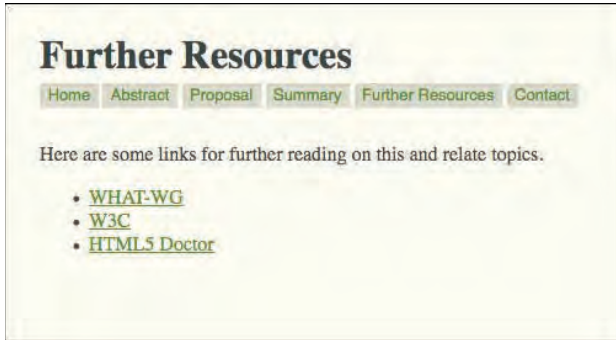 Further Resources
Home Abstract Proposal Summary Further Resources Contact
Here are some links for further reading on this and relate topics.
• WHAT-WG
• W3C
• HTML5 Doctor